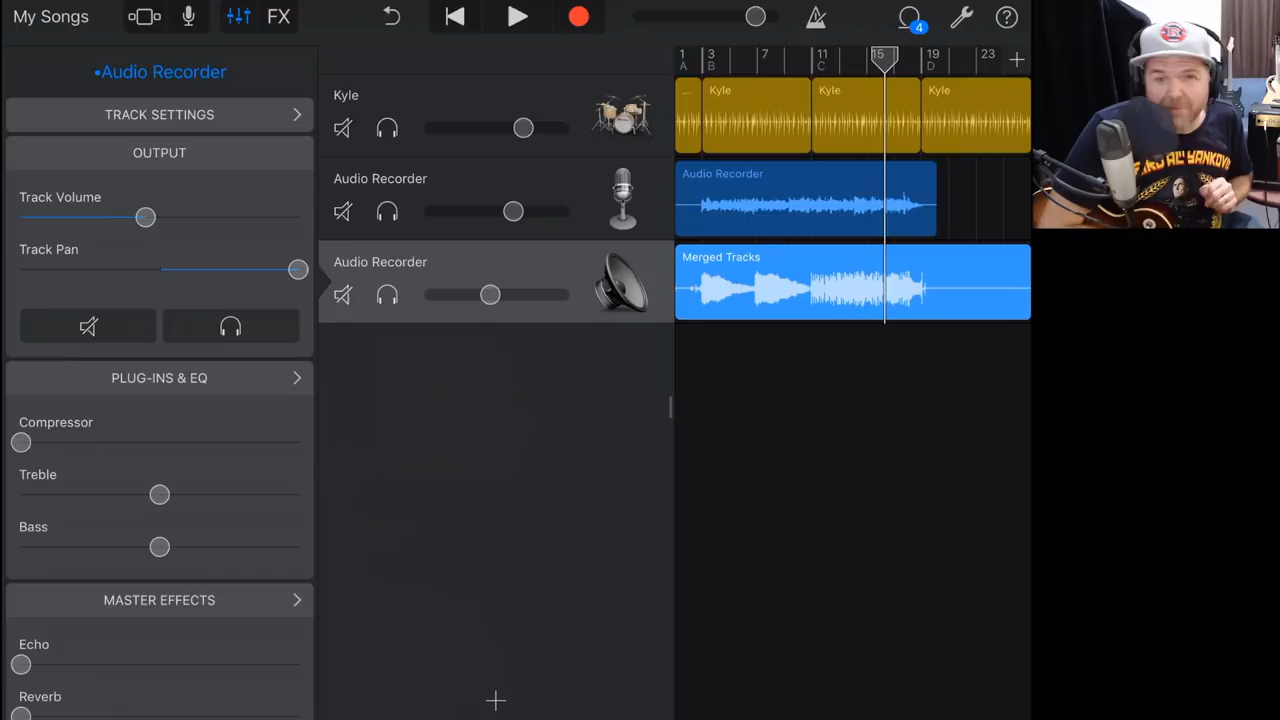 My Songs
FX
4
•Audio Recorder
TRACK SETTINGS
OUTPUT
Track Volume
Track Pan
PLUG-INS & EQ
Compressor
Treble
Bass
MASTER EFFECTS
Echo
Reverb
Kyle
Audio Recorder
Audio Recorder
1 3 7 11 15 19 23
A B C D
... Kyle Kyle Kyle
Audio Recorder
Merged Tracks
YANKOVIC